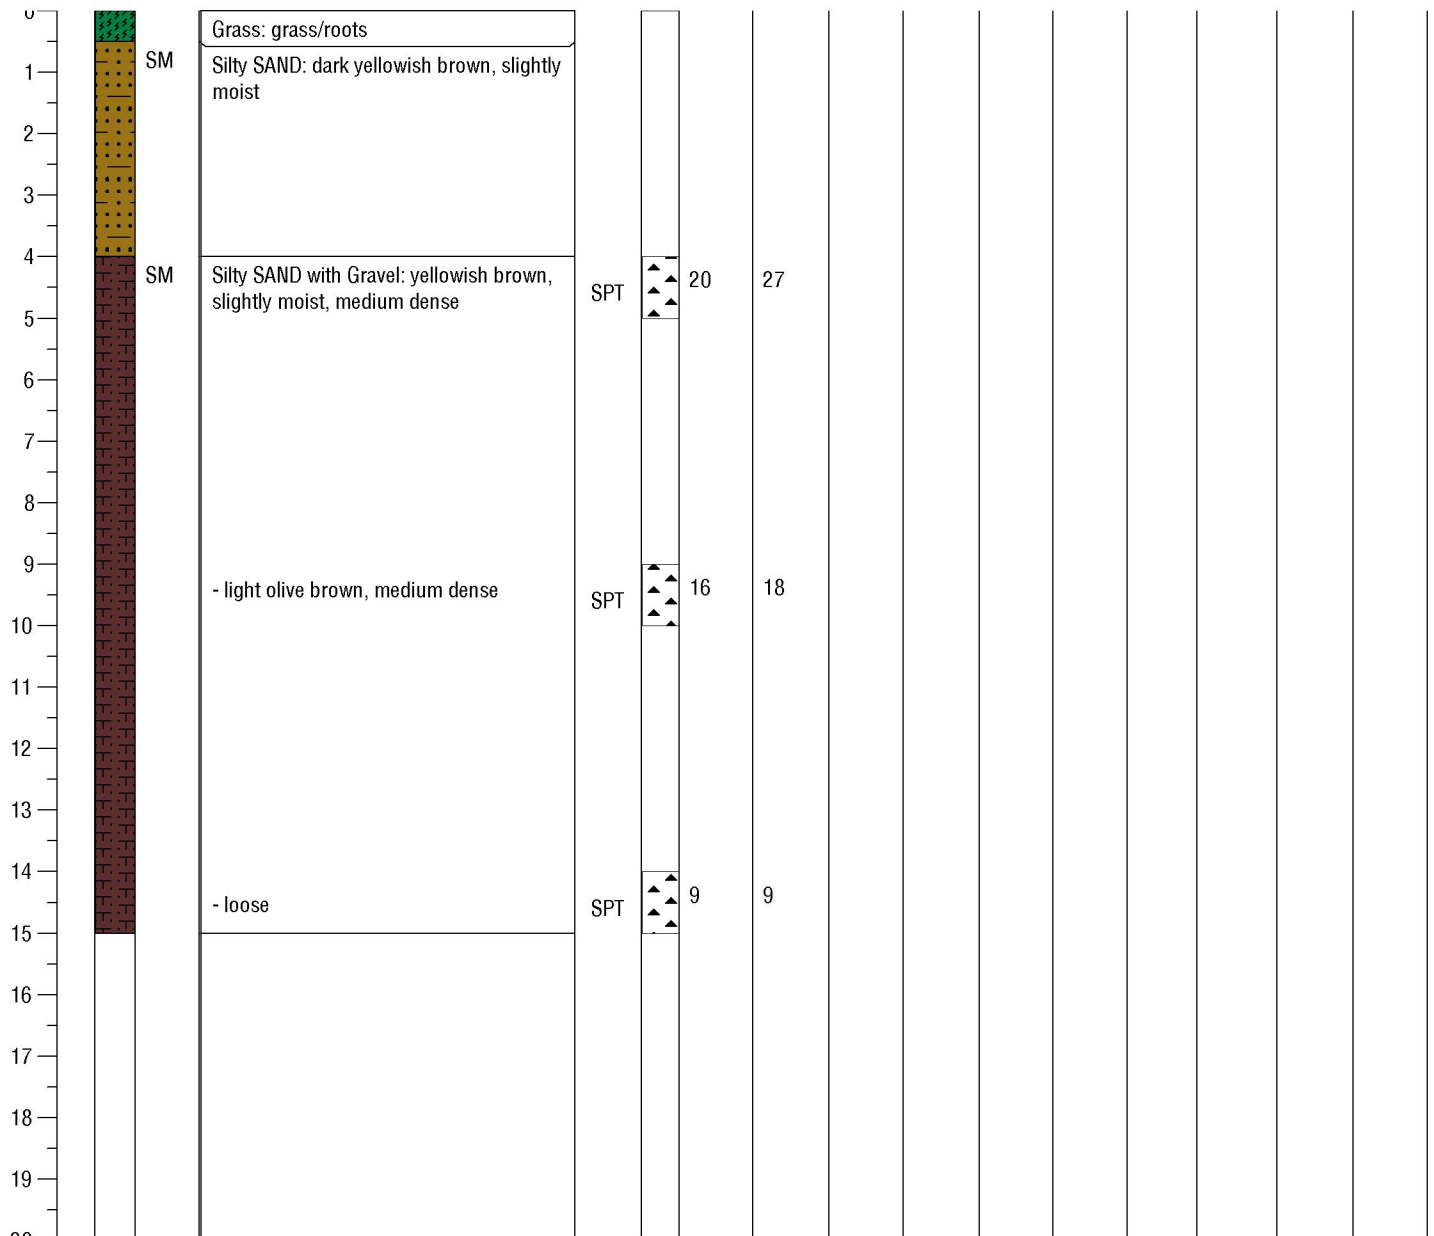 0
Grass: grass/roots
SM
Silty SAND: dark yellowish brown, slightly
moist
1
2
3
4
SM
Silty SAND with Gravel: yellowish brown,
slightly moist, medium dense
SPT
20
27
5
6
7
8
9
- light olive brown, medium dense
SPT
16
18
10
11
12
13
14
- loose
SPT
9
9
15
16
17
18
19